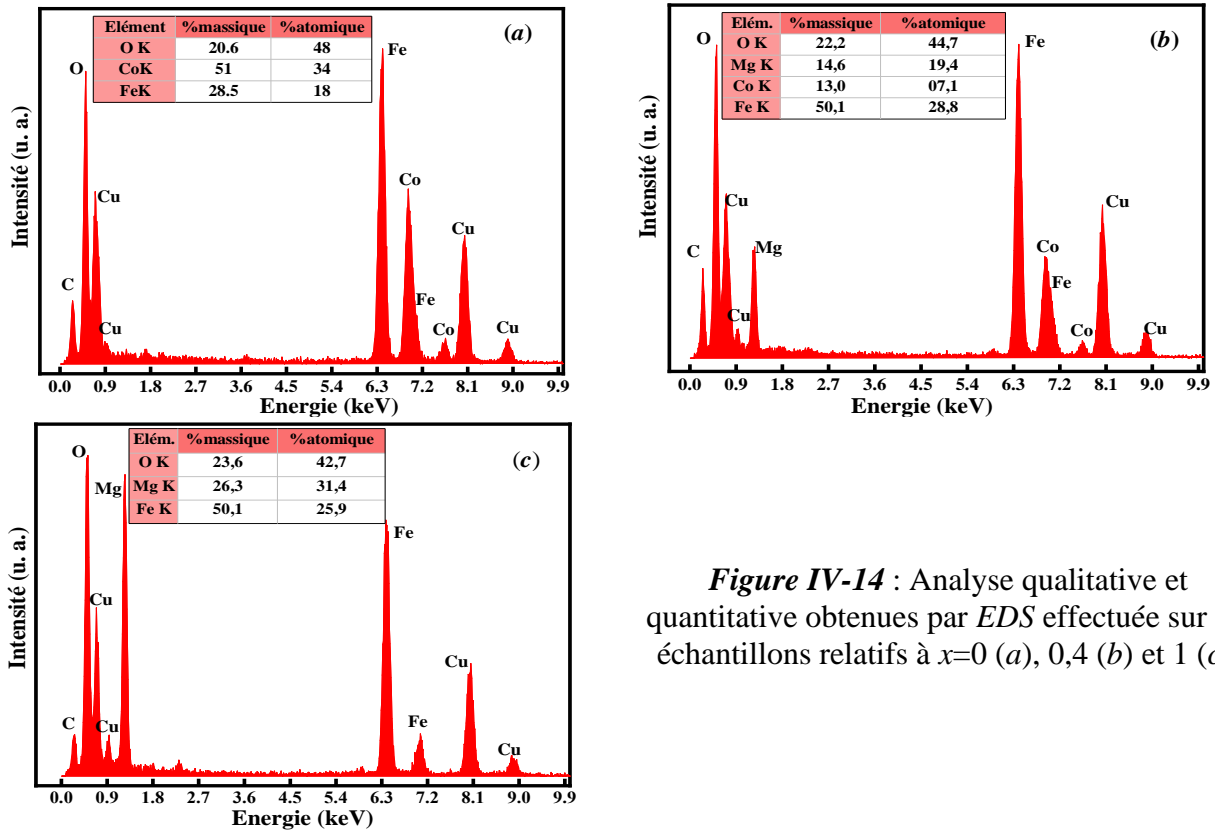 Elément %massique %atomique
O K 20.6 48
CoK 51 34
FeK 28.5 18
(a)
O
Fe
Cu
Co
Cu
C
Fe
Cu
Co
Cu
Intensité (u. a.)
0.0 0.9 1.8 2.7 3.6 4.5 5.4 6.3 7.2 8.1 9.0 9.9
Energie (keV)
Elém. %massique %atomique
O K 22,2 44,7
Mg K 14,6 19,4
Co K 13,0 07,1
Fe K 50,1 28,8
(b)
O
Fe
Cu
Cu
C
Mg
Co
Fe
Cu
Co
Cu
Intensité (u. a.)
0.0 0.9 1.8 2.7 3.6 4.5 5.4 6.3 7.2 8.1 9.0 9.9
Energie (keV)
Elém. %massique %atomique
O K 23,6 42,7
Mg K 26,3 31,4
Fe K 50,1 25,9
(c)
O
Mg
Fe
Cu
Cu
C
Cu
Fe
Cu
Intensité (u. a.)
0.0 0.9 1.8 2.7 3.6 4.5 5.4 6.3 7.2 8.1 9.0 9.9
Energie (keV)
Figure IV-14 : Analyse qualitative et
quantitative obtenues par EDS effectuée sur
échantillons relatifs à x=0 (a), 0,4 (b) et 1 (